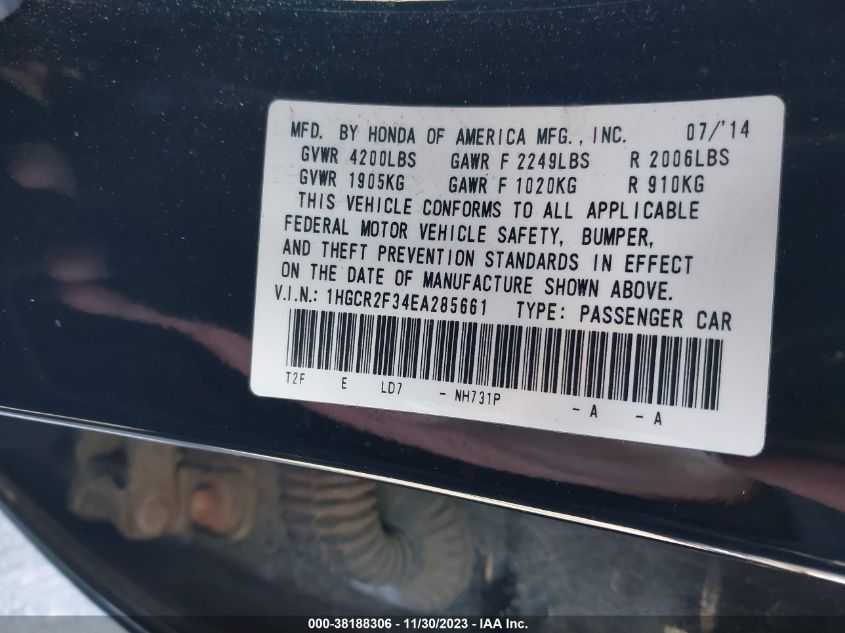 MFD. BY HONDA OF AMERICA MFG., INC. 07/'14
GVWR 4200LBS GAWR F 2249LBS R 2006LBS
GVWR 1905KG GAWR F 1020KG R 910KG
THIS VEHICLE CONFORMS TO ALL APPLICABLE
FEDERAL MOTOR VEHICLE SAFETY, BUMPER,
AND THEFT PREVENTION STANDARDS IN EFFECT
ON THE DATE OF MANUFACTURE SHOWN ABOVE.
V.I.N.: 1HGCR2F34EA285661 TYPE: PASSENGER CAR
T2F E LD7 - NH731P - A - A
000-38188306 - 11/30/2023 - IAA Inc.